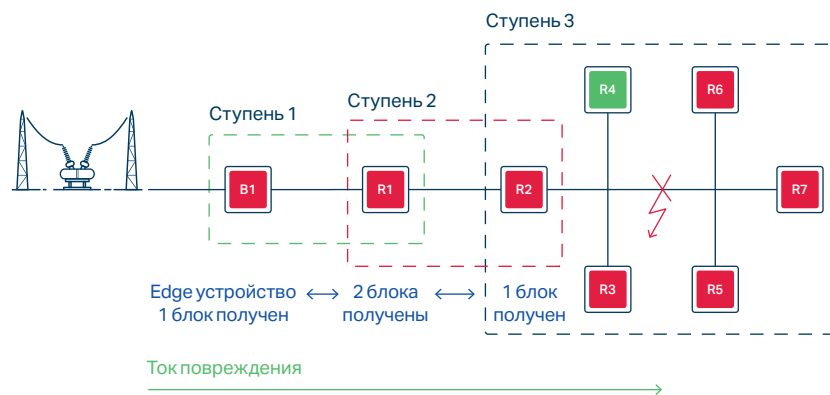 Ступень 3
Ступень 2
Ступень 1
R4
R6
B1
R1
R2
R7
R3
R5
Edge устройство
1 блок получен
2 блока
получены
1 блок
получен
Ток повреждения